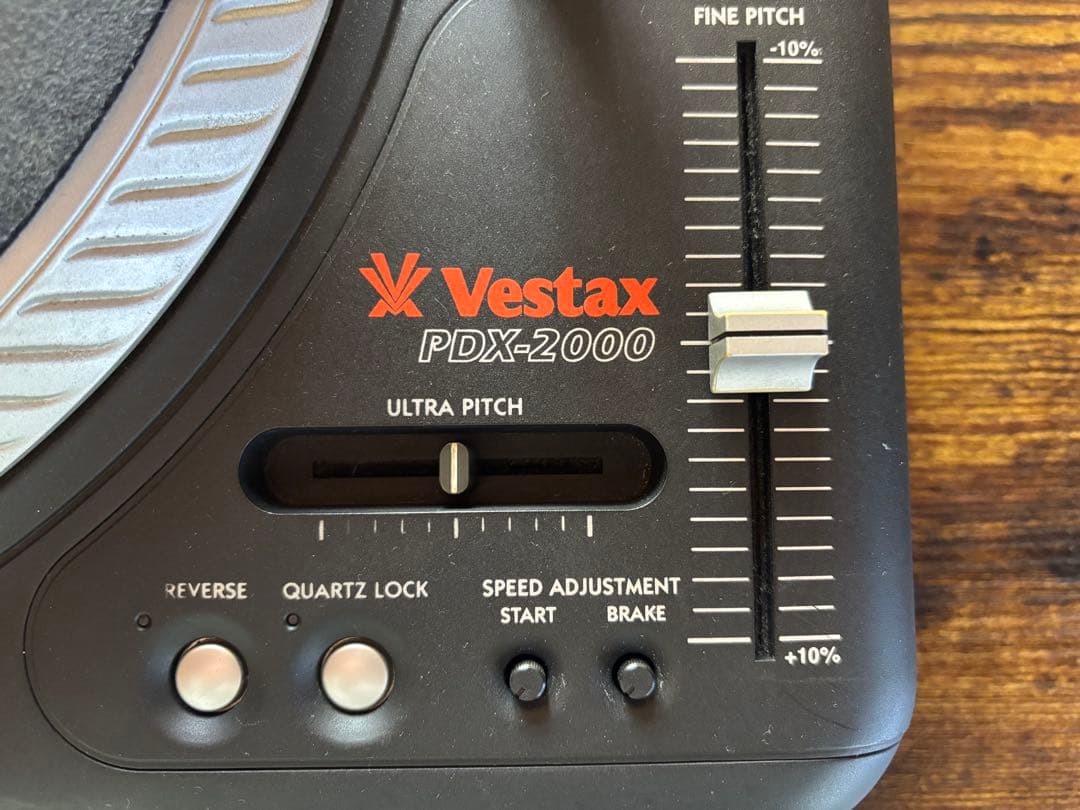 FINE PITCH
-10%
Vestax
PDX-2000
ULTRA PITCH
REVERSE
QUARTZ LOCK
SPEED ADJUSTMENT
START
BRAKE
+10%